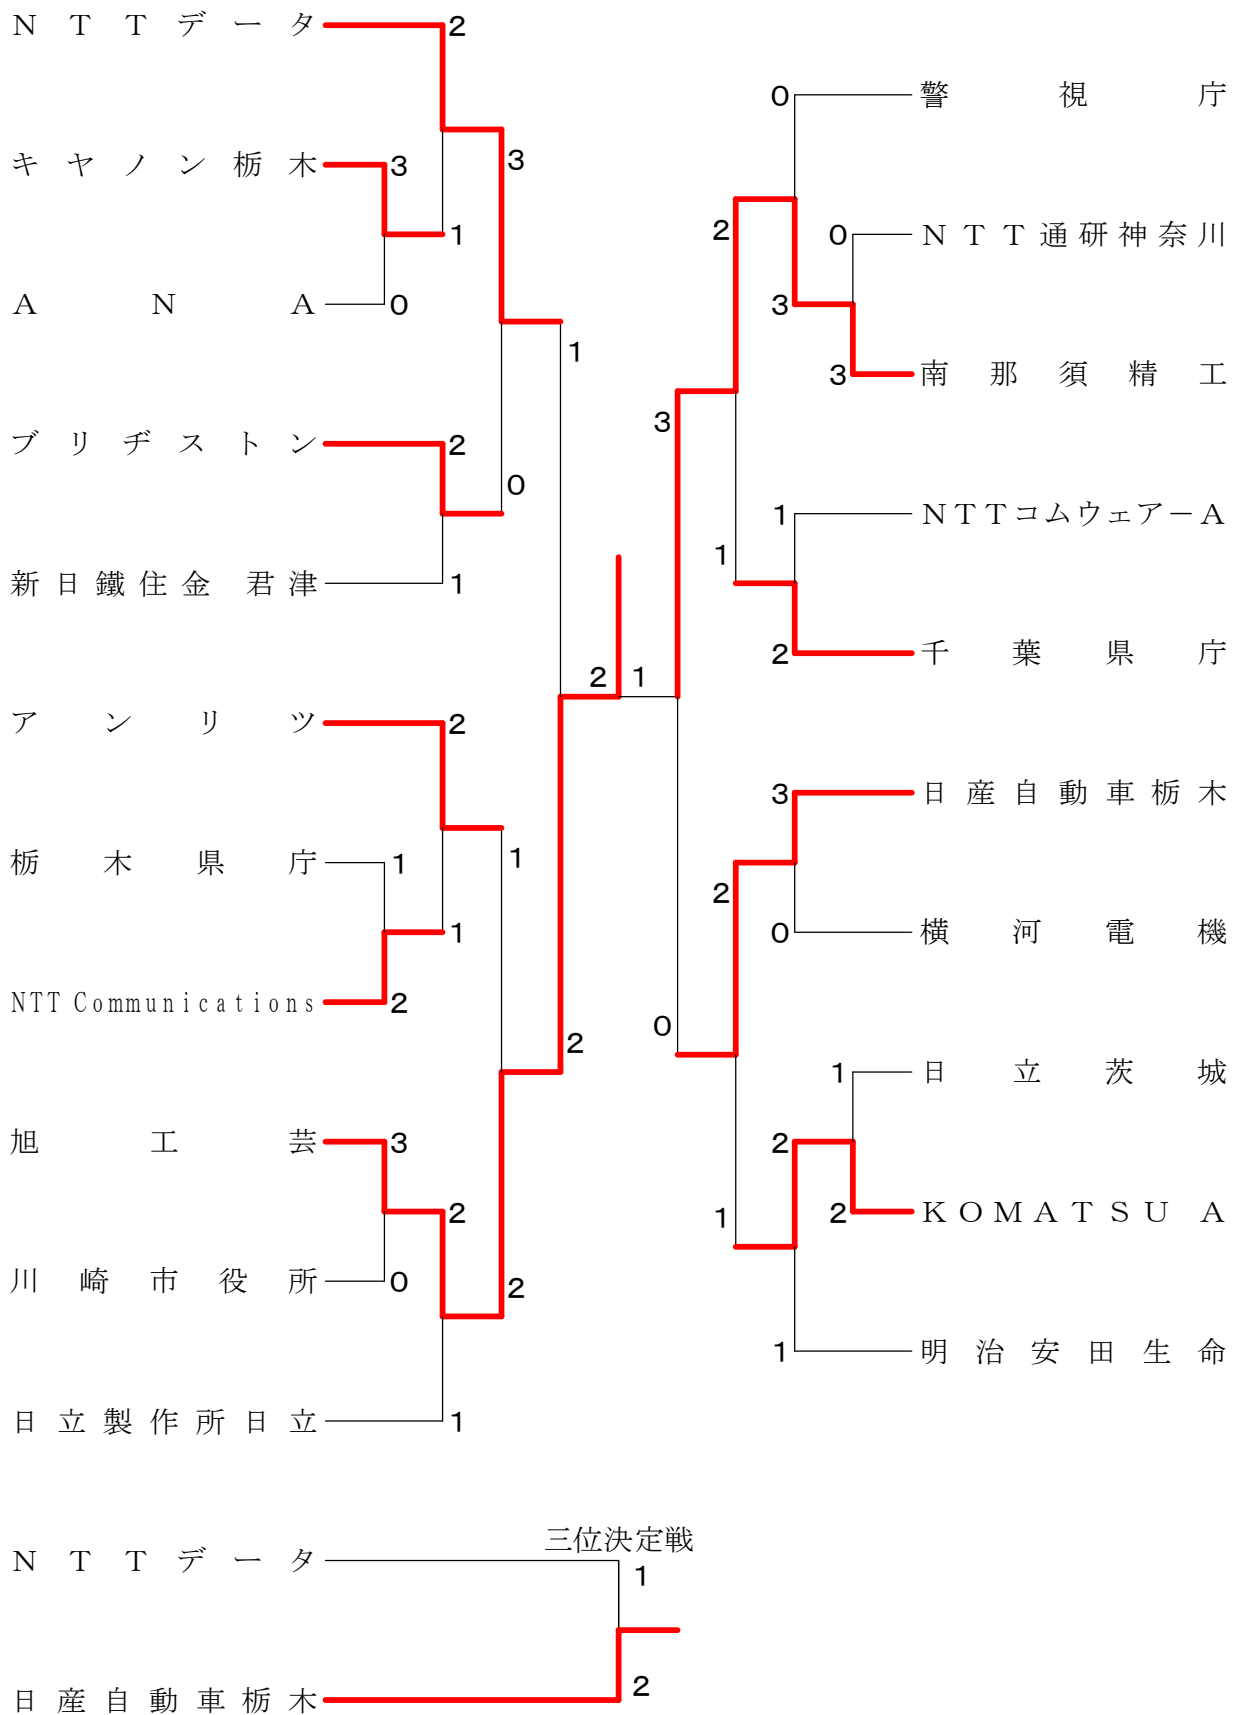 ＮＴＴデータ
2
キヤノン栃木
3
3
1
ＡＮＡ
0
1
ブリヂストン
2
0
新日鐵住金 君津
1
2
アンリツ
2
栃木県庁
1
1
1
NTT Communications
2
2
旭工芸
3
2
川崎市役所
0
2
日立製作所日立
1
0
警視庁
2
0
ＮＴＴ通研神奈川
3
3
南那須精工
3
1
ＮＴＴコムウェア－Ａ
1
2
千葉県庁
1
3
日産自動車栃木
2
0
横河電機
0
1
日立茨城
2
1
2
ＫＯＭＡＴＳＵ Ａ
1
明治安田生命
三位決定戦
ＮＴＴデータ
1
日産自動車栃木
2